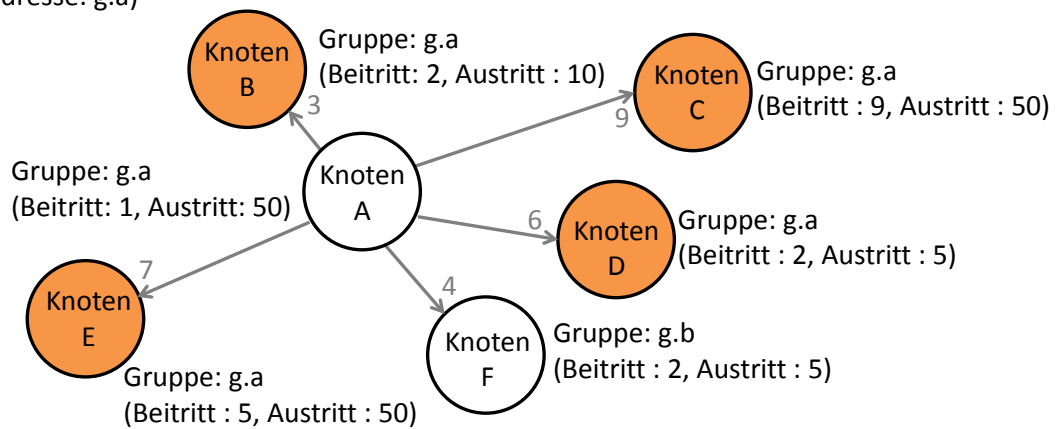 dresse: g.a)
Knoten
B
Gruppe: g.a
(Beitritt: 2, Austritt : 10)
3
Knoten
C
Gruppe: g.a
(Beitritt : 9, Austritt : 50)
9
Gruppe: g.a
(Beitritt: 1, Austritt: 50)
Knoten
A
6
Knoten
D
Gruppe: g.a
(Beitritt : 2, Austritt : 5)
7
Knoten
E
Gruppe: g.a
(Beitritt : 5, Austritt : 50)
4
Knoten
F
Gruppe: g.b
(Beitritt : 2, Austritt : 5)